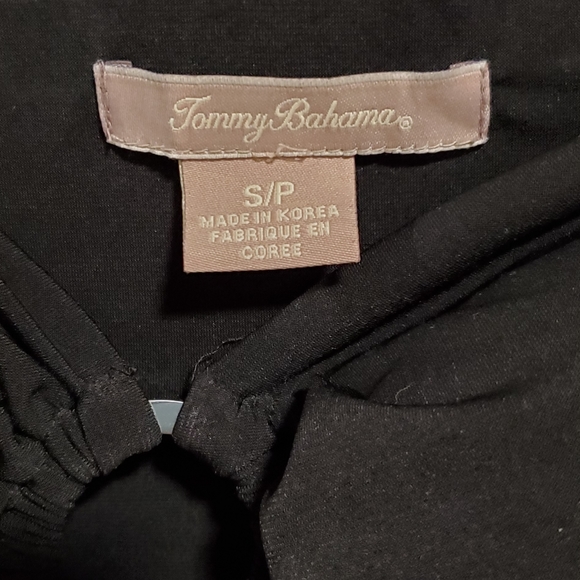 Tommy Bahama®
S/P
MADE IN KOREA
FABRIQUE EN
COREE